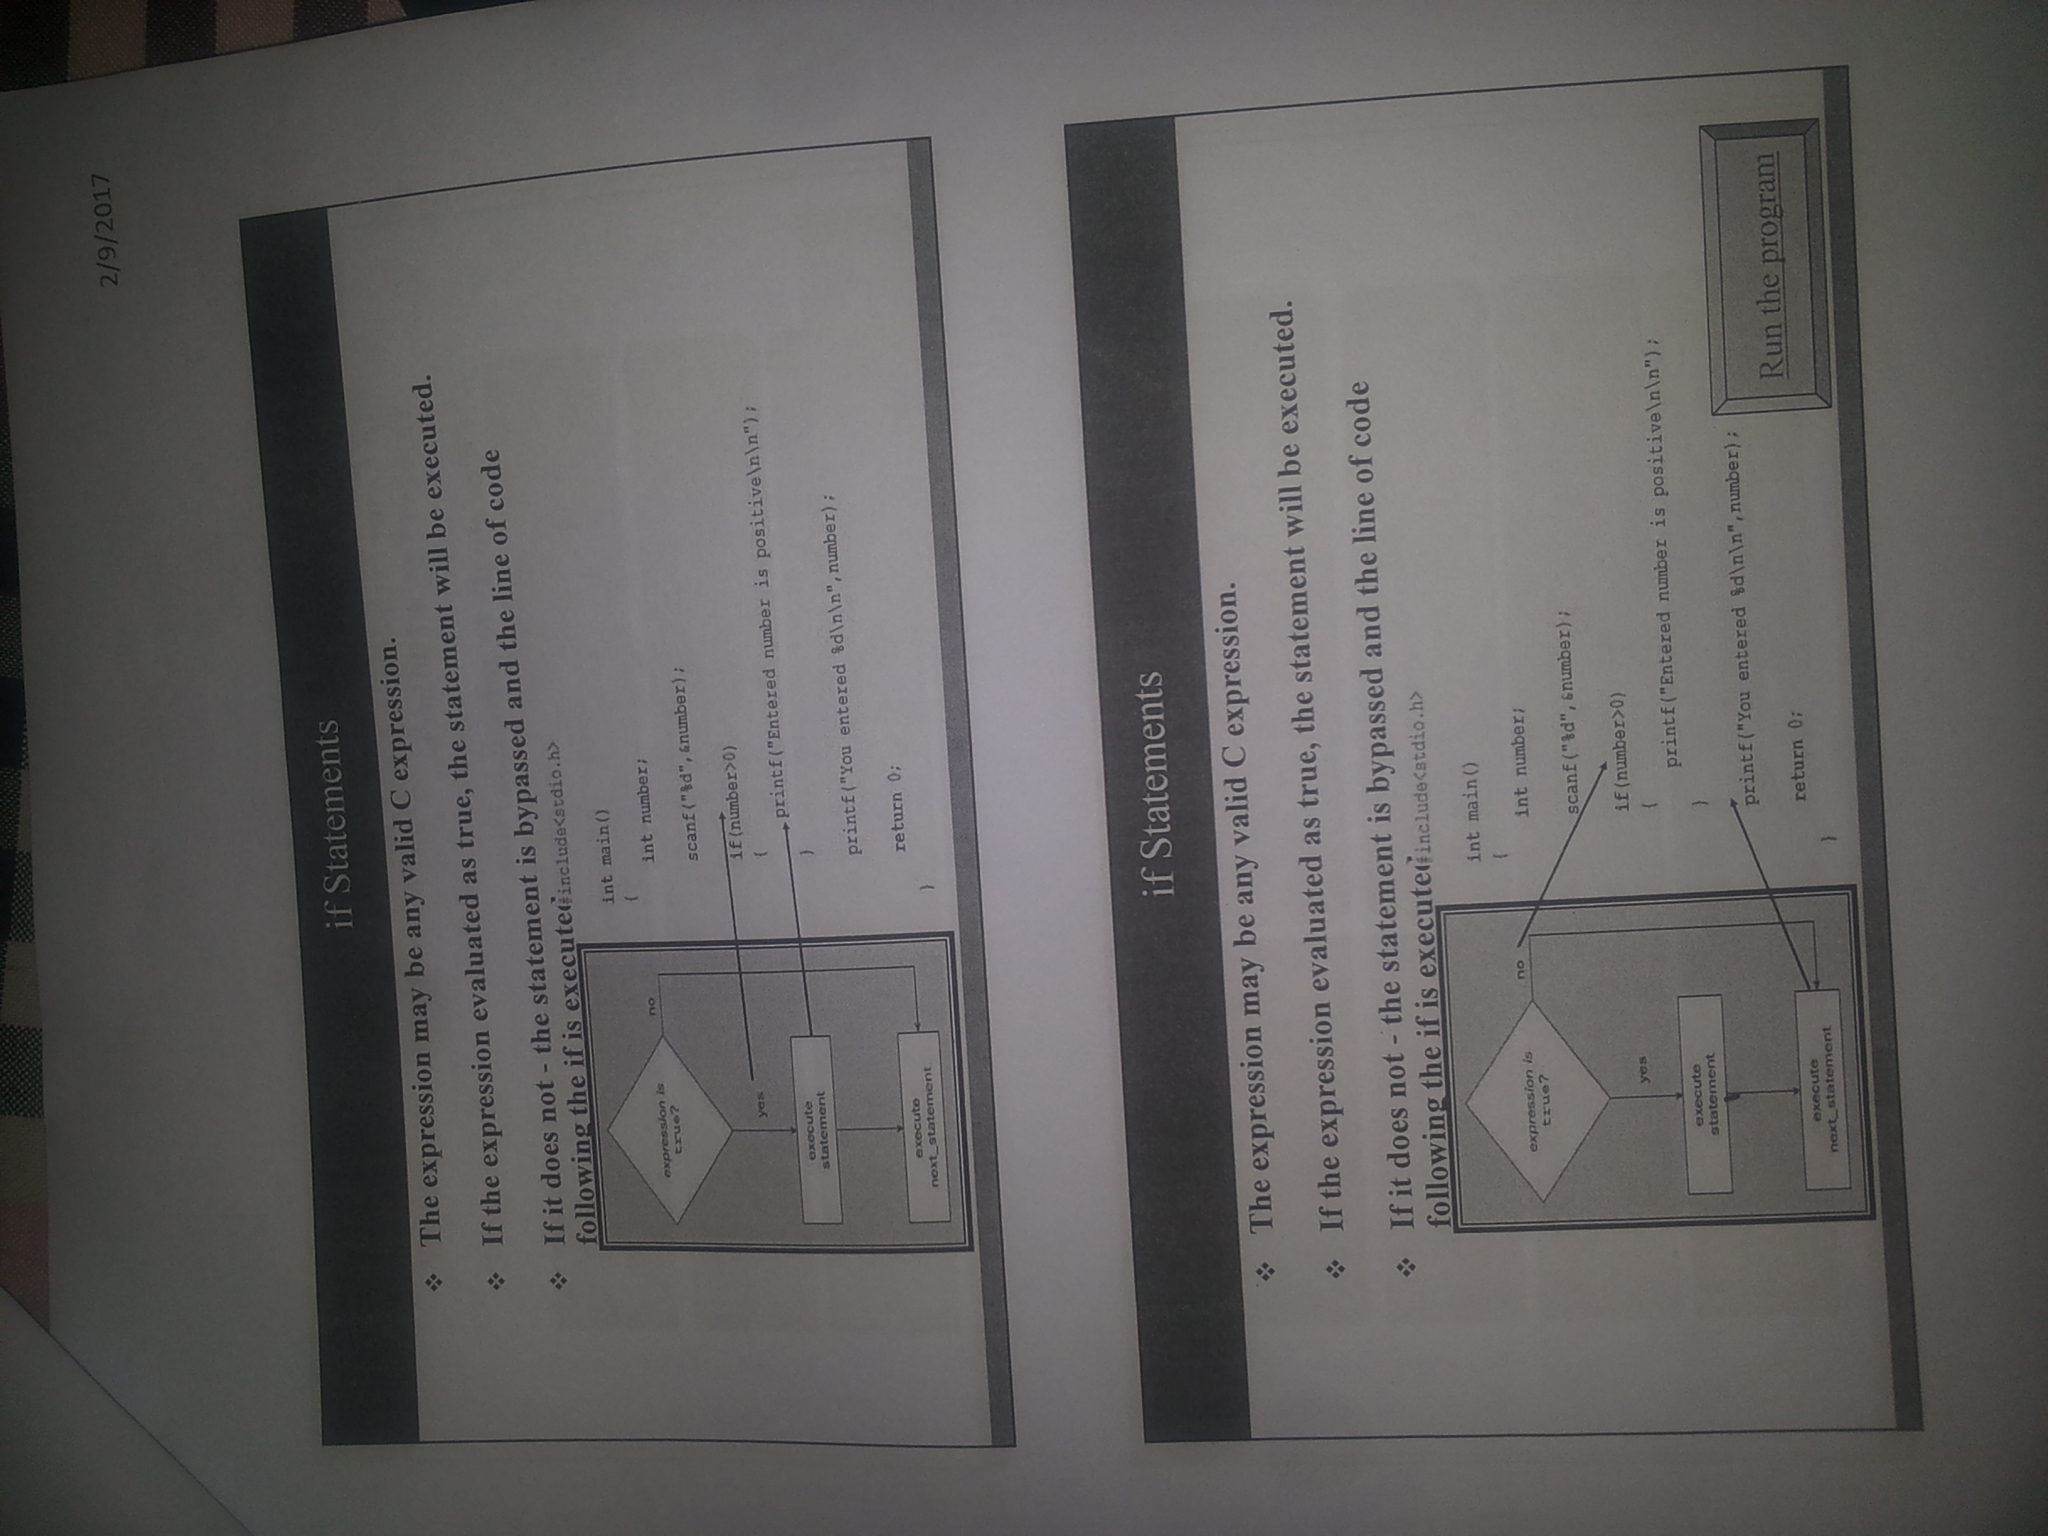 2/9/2017
if Statements
❖ The expression may be any valid C expression.
❖ If the expression evaluated as true, the statement will be executed.
❖ If it does not - the statement is bypassed and the line of code
following the if is executed
#include<stdio.h>
expression is
true?
no
yes
execute
statement
execute
next_statement
int main()
{
int number;
scanf("%d",&number);
if(number>0)
{
printf("Entered number is positive\n\n");
}
printf("You entered %d\n\n",number);
return 0;
}
if Statements
❖ The expression may be any valid C expression.
❖ If the expression evaluated as true, the statement will be executed.
❖ If it does not - the statement is bypassed and the line of code
following the if is executed
#include<stdio.h>
expression is
true?
no
yes
execute
statement
execute
next_statement
int main()
{
int number;
scanf("%d",&number);
if(number>0)
{
printf("Entered number is positive\n\n");
}
printf("You entered %d\n\n",number);
return 0;
}
Run the program